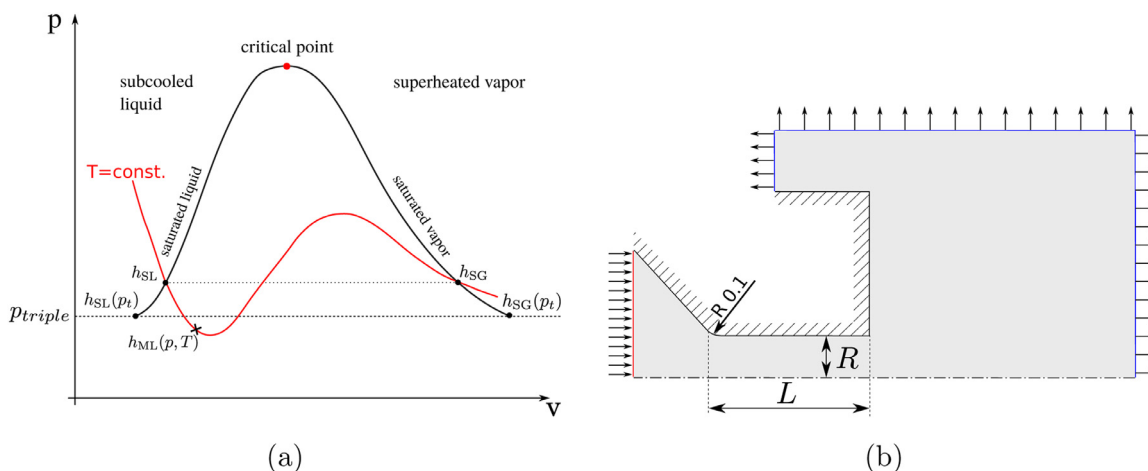 p
critical point
subcooled
liquid
superheated vapor
T=const.
saturated liquid
saturated vapor
h_SL
h_SG
h_SL(p_t)
h_SG(p_t)
p_triple
h_ML(p, T)
v
(a)
R 0.1
R
L
(b)